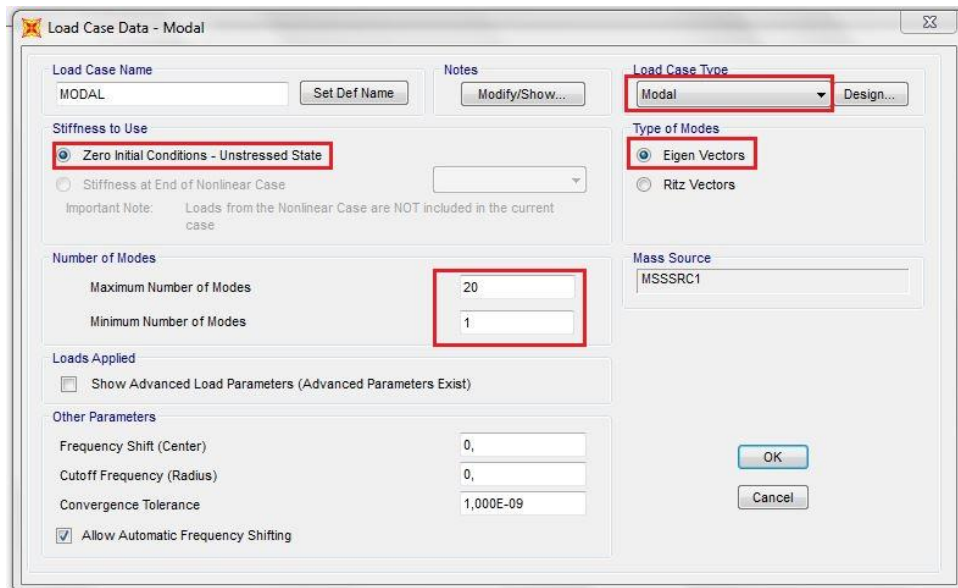 Load Case Data - Modal
Load Case Name
MODAL
Set Def Name
Notes
Modify/Show...
Load Case Type
Modal
Design...
Stiffness to Use
Zero Initial Conditions - Unstressed State
Stiffness at End of Nonlinear Case
Important Note: Loads from the Nonlinear Case are NOT included in the current
case
Type of Modes
Eigen Vectors
Ritz Vectors
Number of Modes
Maximum Number of Modes 20
Minimum Number of Modes 1
Mass Source
MSSSRC1
Loads Applied
Show Advanced Load Parameters (Advanced Parameters Exist)
Other Parameters
Frequency Shift (Center) 0,
Cutoff Frequency (Radius) 0,
Convergence Tolerance 1,000E-09
Allow Automatic Frequency Shifting
OK
Cancel